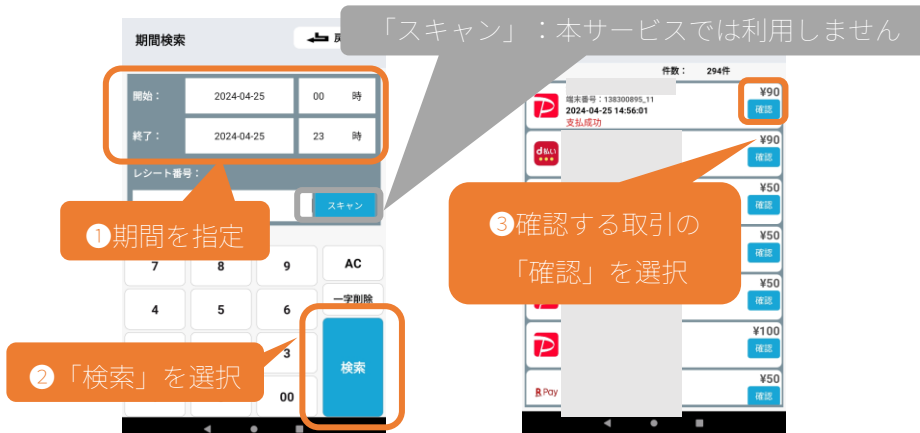 「スキャン」：本サービスでは利用しません
期間検索
開始：
2024-04-25
00
時
終了：
2024-04-25
23
時
レシート番号：
スキャン
❶期間を指定
7
8
9
AC
4
5
6
一字削除
3
検索
00
❷「検索」を選択
件数：
294件
端末番号：138300895_11
2024-04-25 14:56:01
支払成功
¥90
確認
d払い
¥90
確認
¥50
確認
¥50
確認
¥50
確認
¥100
確認
R Pay
¥50
確認
❸確認する取引の
「確認」を選択